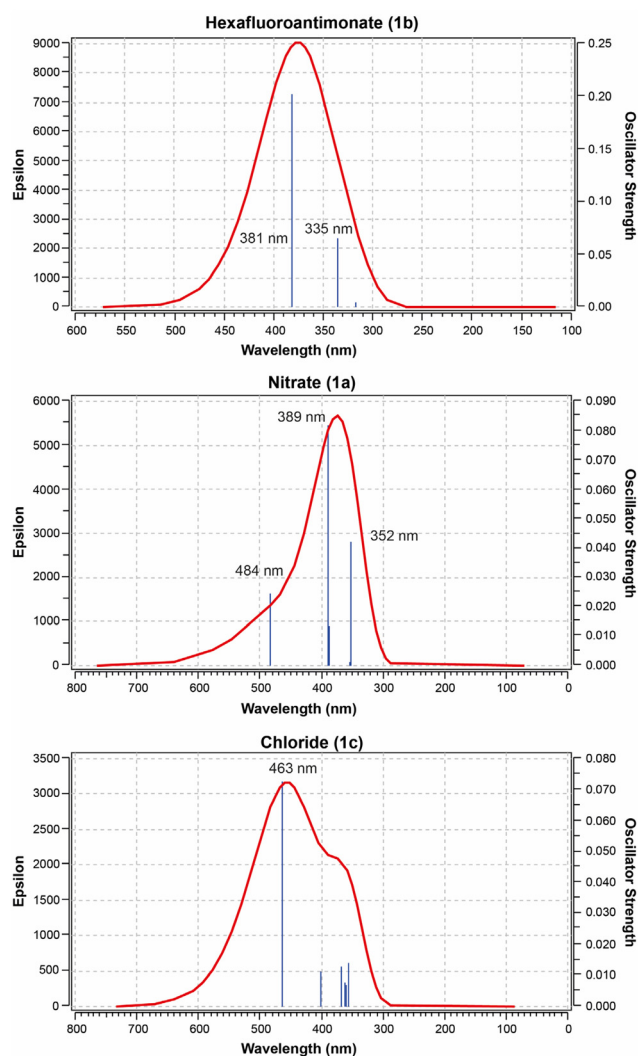 Hexafluoroantimonate (1b)
9000
8000
7000
6000
5000
4000
3000
2000
1000
0
Epsilon
381 nm
335 nm
0.25
0.20
0.15
0.10
0.05
0.00
Oscillator Strength
600 550 500 450 400 350 300 250 200 150 100
Wavelength (nm)
Nitrate (1a)
6000
5000
4000
3000
2000
1000
0
Epsilon
389 nm
352 nm
484 nm
0.090
0.080
0.070
0.060
0.050
0.040
0.030
0.020
0.010
0.000
Oscillator Strength
800 700 600 500 400 300 200 100 0
Wavelength (nm)
Chloride (1c)
463 nm
3500
3000
2500
2000
1500
1000
500
0
Epsilon
0.080
0.070
0.060
0.050
0.040
0.030
0.020
0.010
0.000
Oscillator Strength
800 700 600 500 400 300 200 100 0
Wavelength (nm)